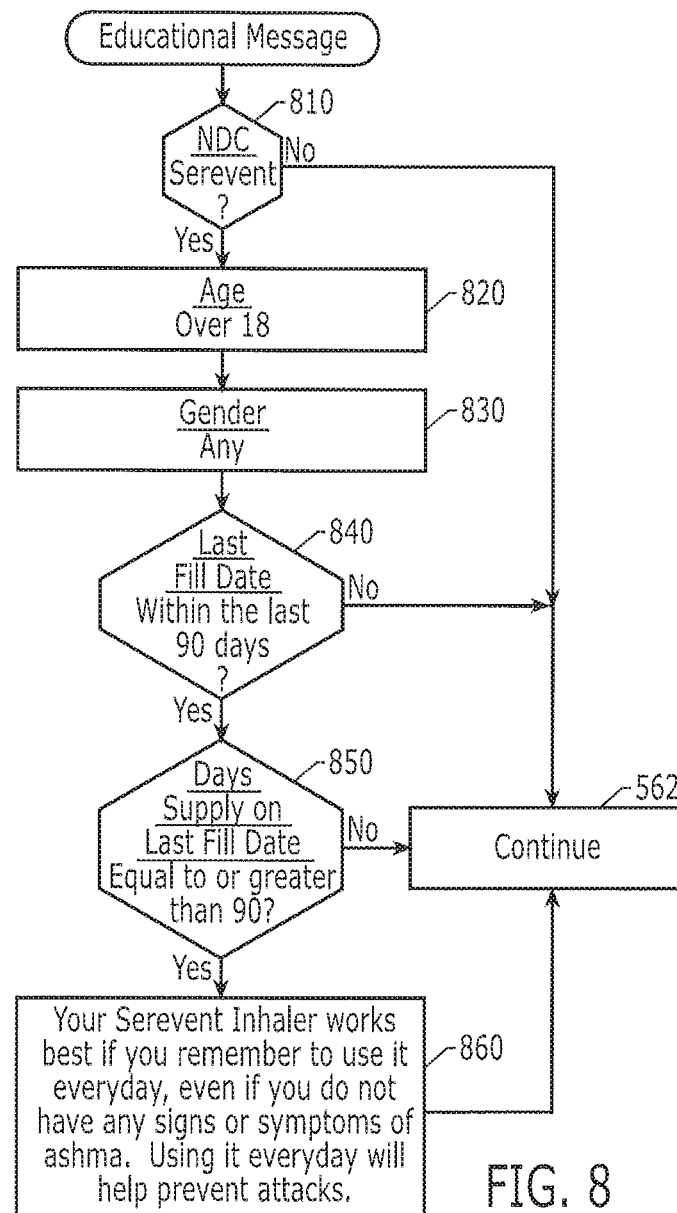 Educational Message
810
NDC
Serevent
?
No
Yes
Age
Over 18
820
Gender
Any
830
840
Last
Fill Date
Within the last
90 days
?
No
Yes
850
Days
Supply on
Last Fill Date
Equal to or greater
than 90?
No
562
Continue
Yes
Your Serevent Inhaler works
best if you remember to use it
everyday, even if you do not
have any signs or symptoms of
ashma. Using it everyday will
help prevent attacks.
860
FIG. 8